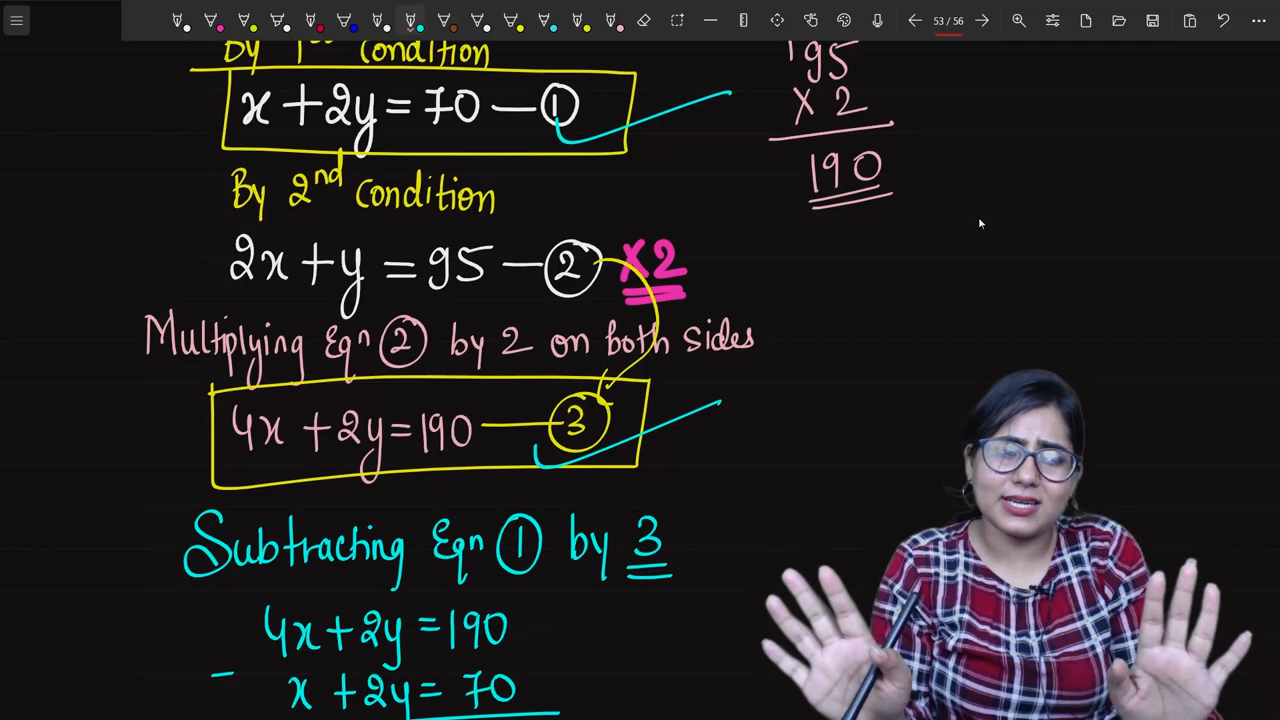 53 / 56
By 1st Condition
x + 2y = 70 — ①
195
× 2
190
By 2nd Condition
2x + y = 95 — ② ×2
Multiplying Eqn ② by 2 on both sides
4x + 2y = 190 — ③
Subtracting Eqn ① by 3
4x + 2y = 190
− x + 2y = 70